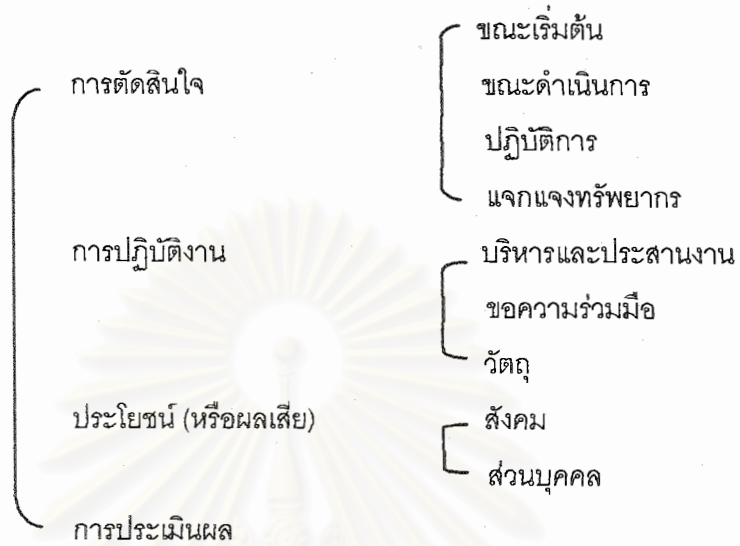 ขณะเริ่มต้น
การตัดสินใจ
ขณะดำเนินการ
ปฏิบัติการ
แจกแจงทรัพยากร
การปฏิบัติงาน
บริหารและประสานงาน
ขอความร่วมมือ
วัตถุ
ประโยชน์ (หรือผลเสีย)
สังคม
ส่วนบุคคล
การประเมินผล